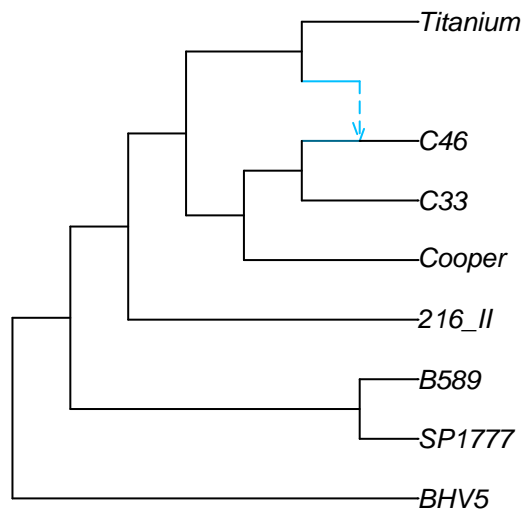 Titanium
C46
C33
Cooper
216_II
B589
SP1777
BHV5